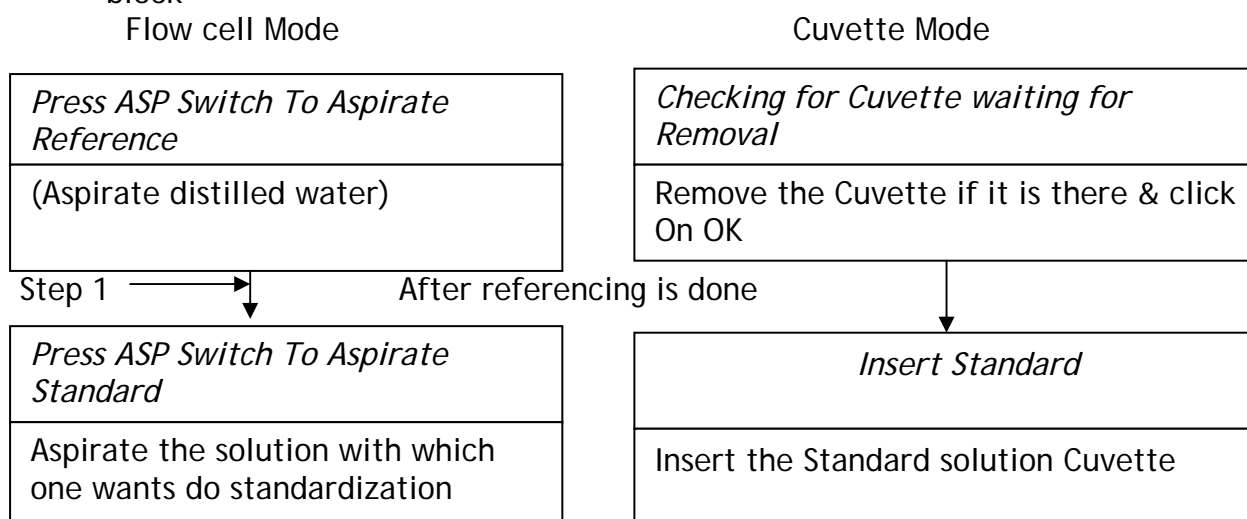 Flow cell Mode
Press ASP Switch To Aspirate
Reference
(Aspirate distilled water)
Step 1
Press ASP Switch To Aspirate
Standard
Aspirate the solution with which
one wants do standardization
Cuvette Mode
Checking for Cuvette waiting for
Removal
Remove the Cuvette if it is there & click
On OK
After referencing is done
Insert Standard
Insert the Standard solution Cuvette